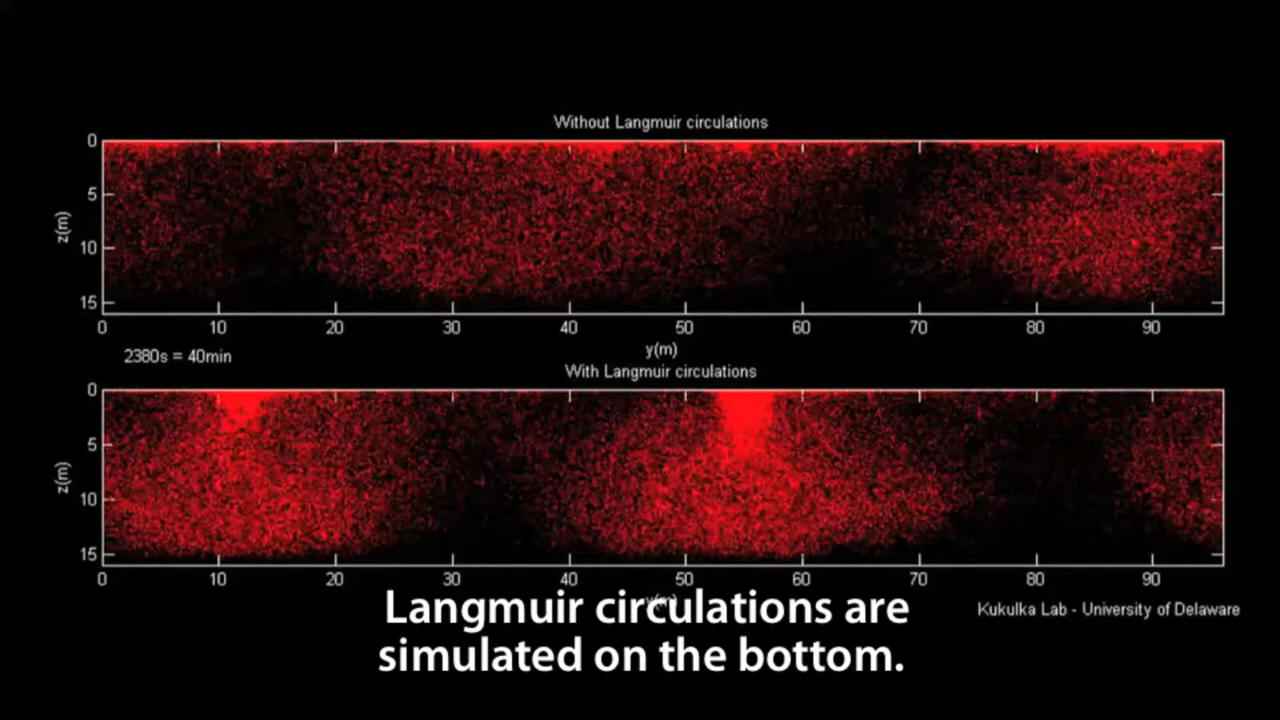 Without Langmuir circulations
0
5
10
15
z(m)
0 10 20 30 40 50 60 70 80 90
y(m)
2380s = 40min
With Langmuir circulations
0
5
10
15
z(m)
0 10 20 30 40 50 60 70 80 90
Langmuir circulations are
simulated on the bottom.
Kukulka Lab - University of Delaware